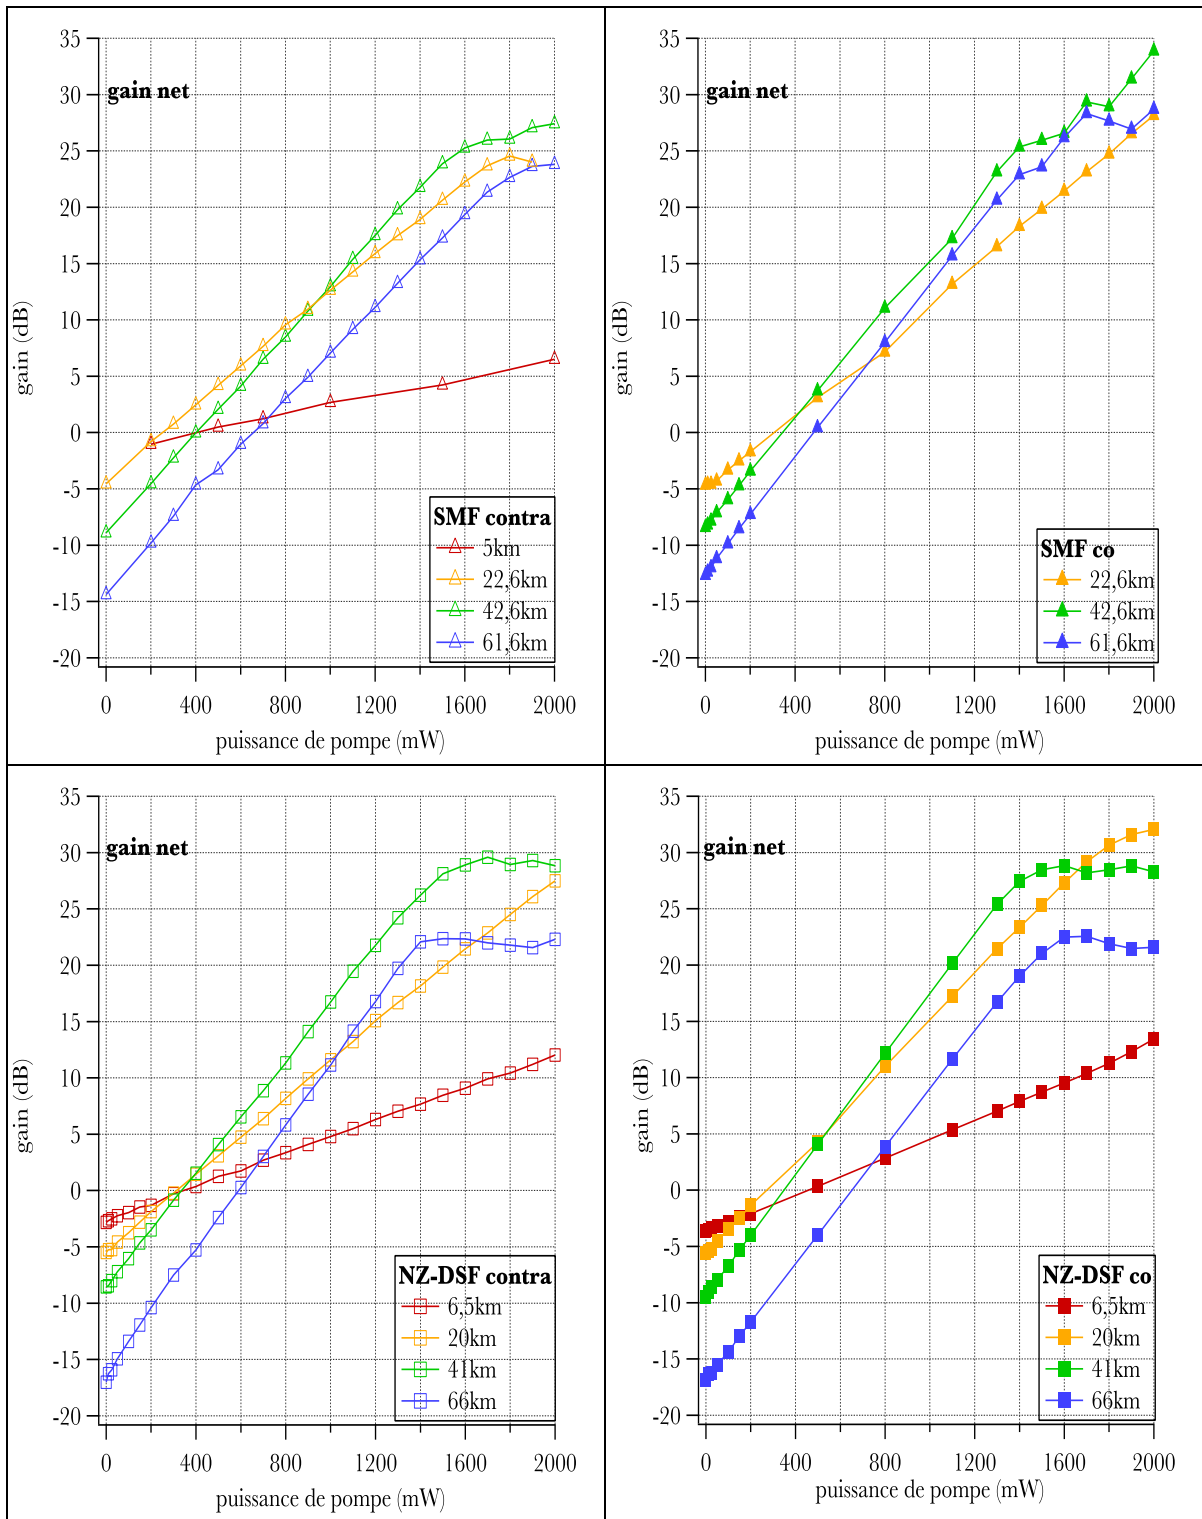 35
30
25
20
15
10
5
0
-5
-10
-15
-20
gain (dB)
gain net
SMF contra
5km
22,6km
42,6km
61,6km
0 400 800 1200 1600 2000
puissance de pompe (mW)
35
30
25
20
15
10
5
0
-5
-10
-15
-20
gain (dB)
gain net
SMF co
22,6km
42,6km
61,6km
0 400 800 1200 1600 2000
puissance de pompe (mW)
35
30
25
20
15
10
5
0
-5
-10
-15
-20
gain (dB)
gain net
NZ-DSF contra
6,5km
20km
41km
66km
0 400 800 1200 1600 2000
puissance de pompe (mW)
35
30
25
20
15
10
5
0
-5
-10
-15
-20
gain (dB)
gain net
NZ-DSF co
6,5km
20km
41km
66km
0 400 800 1200 1600 2000
puissance de pompe (mW)